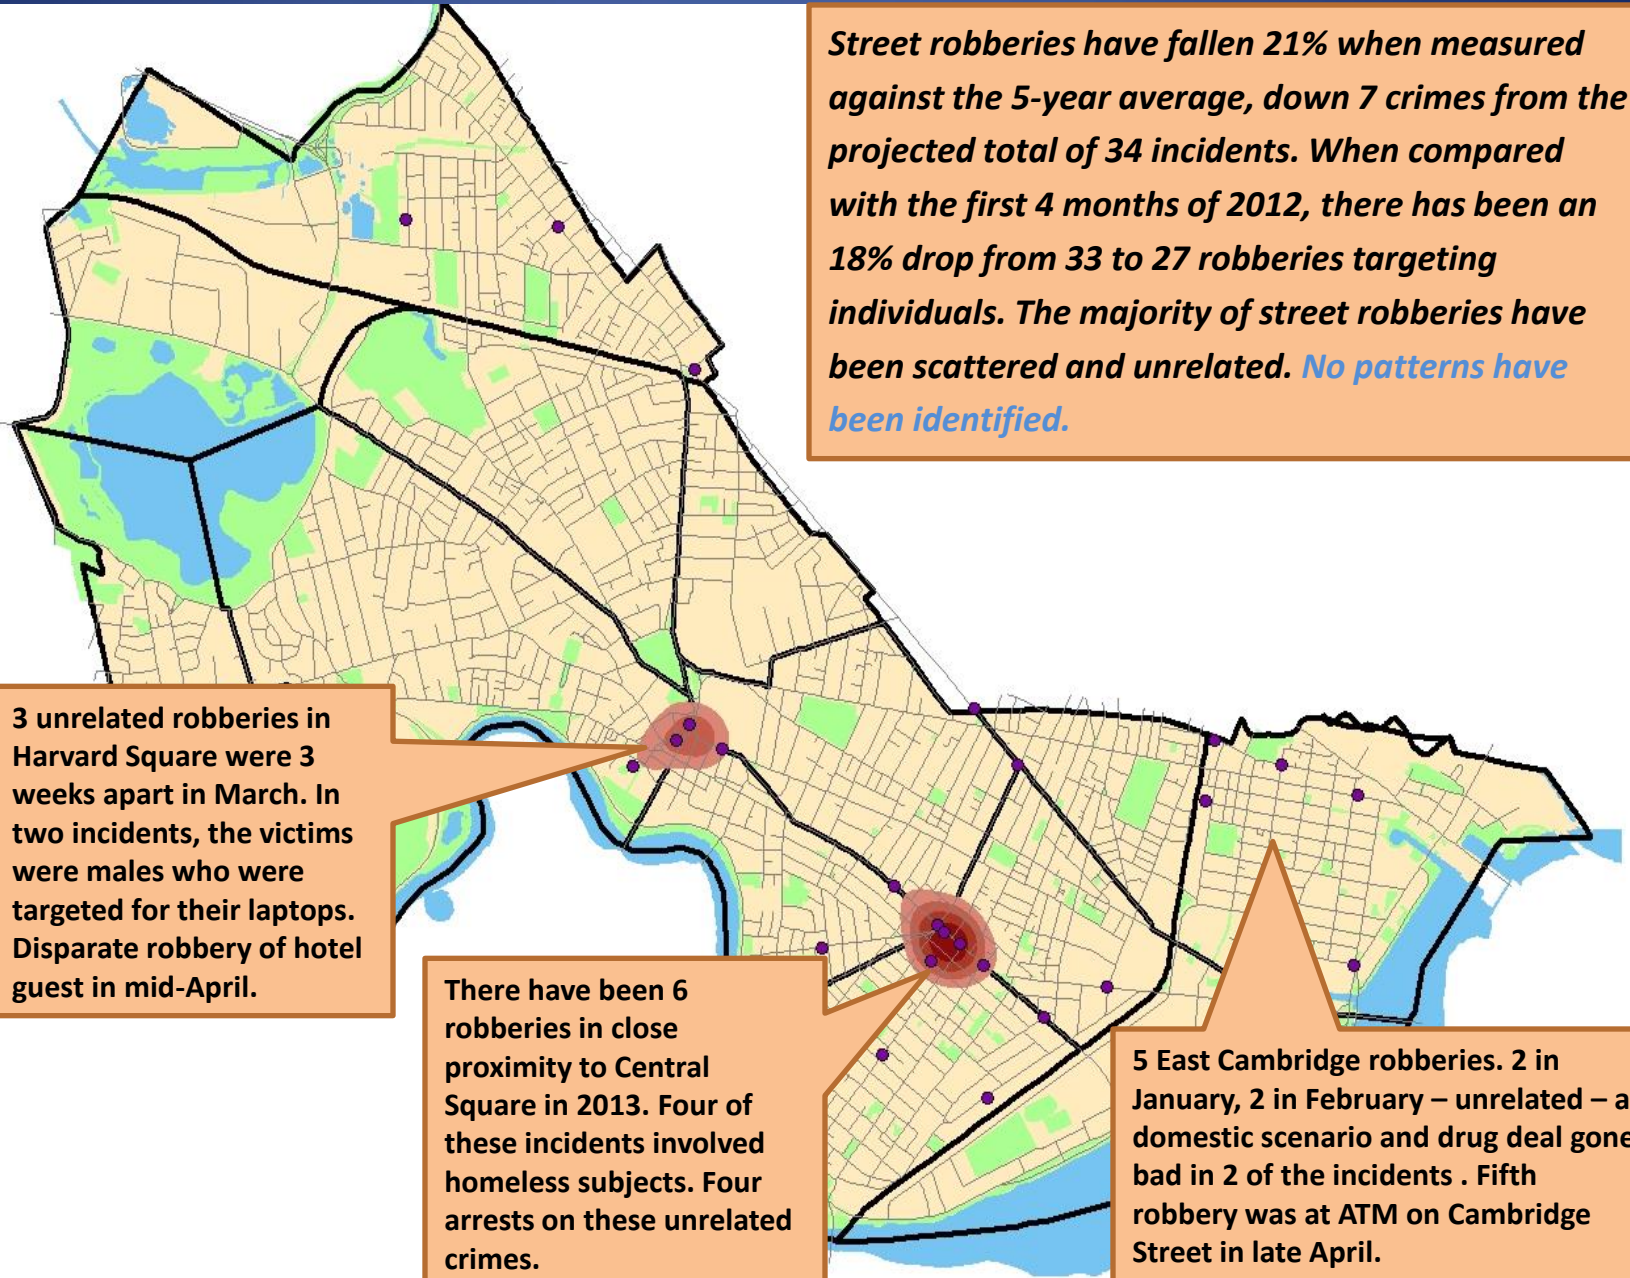 Street robberies have fallen 21% when measured
against the 5-year average, down 7 crimes from the
projected total of 34 incidents. When compared
with the first 4 months of 2012, there has been an
18% drop from 33 to 27 robberies targeting
individuals. The majority of street robberies have
been scattered and unrelated. No patterns have
been identified.
3 unrelated robberies in
Harvard Square were 3
weeks apart in March. In
two incidents, the victims
were males who were
targeted for their laptops.
Disparate robbery of hotel
guest in mid-April.
There have been 6
robberies in close
proximity to Central
Square in 2013. Four of
these incidents involved
homeless subjects. Four
arrests on these unrelated
crimes.
5 East Cambridge robberies. 2 in
January, 2 in February – unrelated – a
domestic scenario and drug deal gone
bad in 2 of the incidents . Fifth
robbery was at ATM on Cambridge
Street in late April.